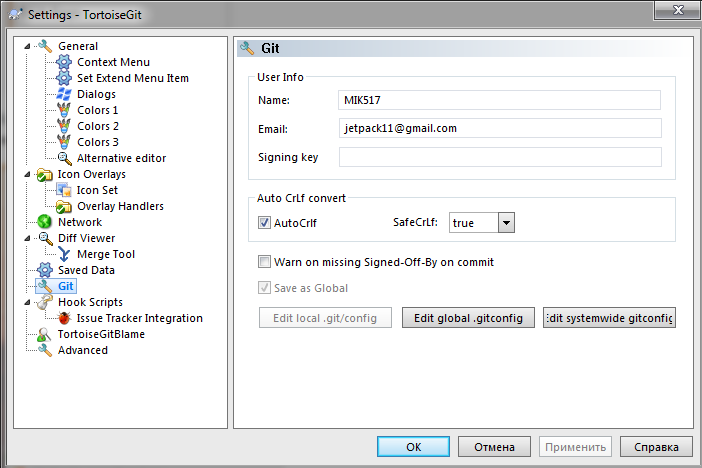 Settings - TortoiseGit
General
Context Menu
Set Extend Menu Item
Dialogs
Colors 1
Colors 2
Colors 3
Alternative editor
Icon Overlays
Icon Set
Overlay Handlers
Network
Diff Viewer
Merge Tool
Saved Data
Git
Hook Scripts
Issue Tracker Integration
TortoiseGitBlame
Advanced
Git
User Info
Name: MIK517
Email: jetpack11@gmail.com
Signing key
Auto CrLf convert
AutoCrlf SafeCrLf: true
Warn on missing Signed-Off-By on commit
Save as Global
Edit local .git/config Edit global .gitconfig Edit systemwide gitconfig
OK Отмена Применить Справка